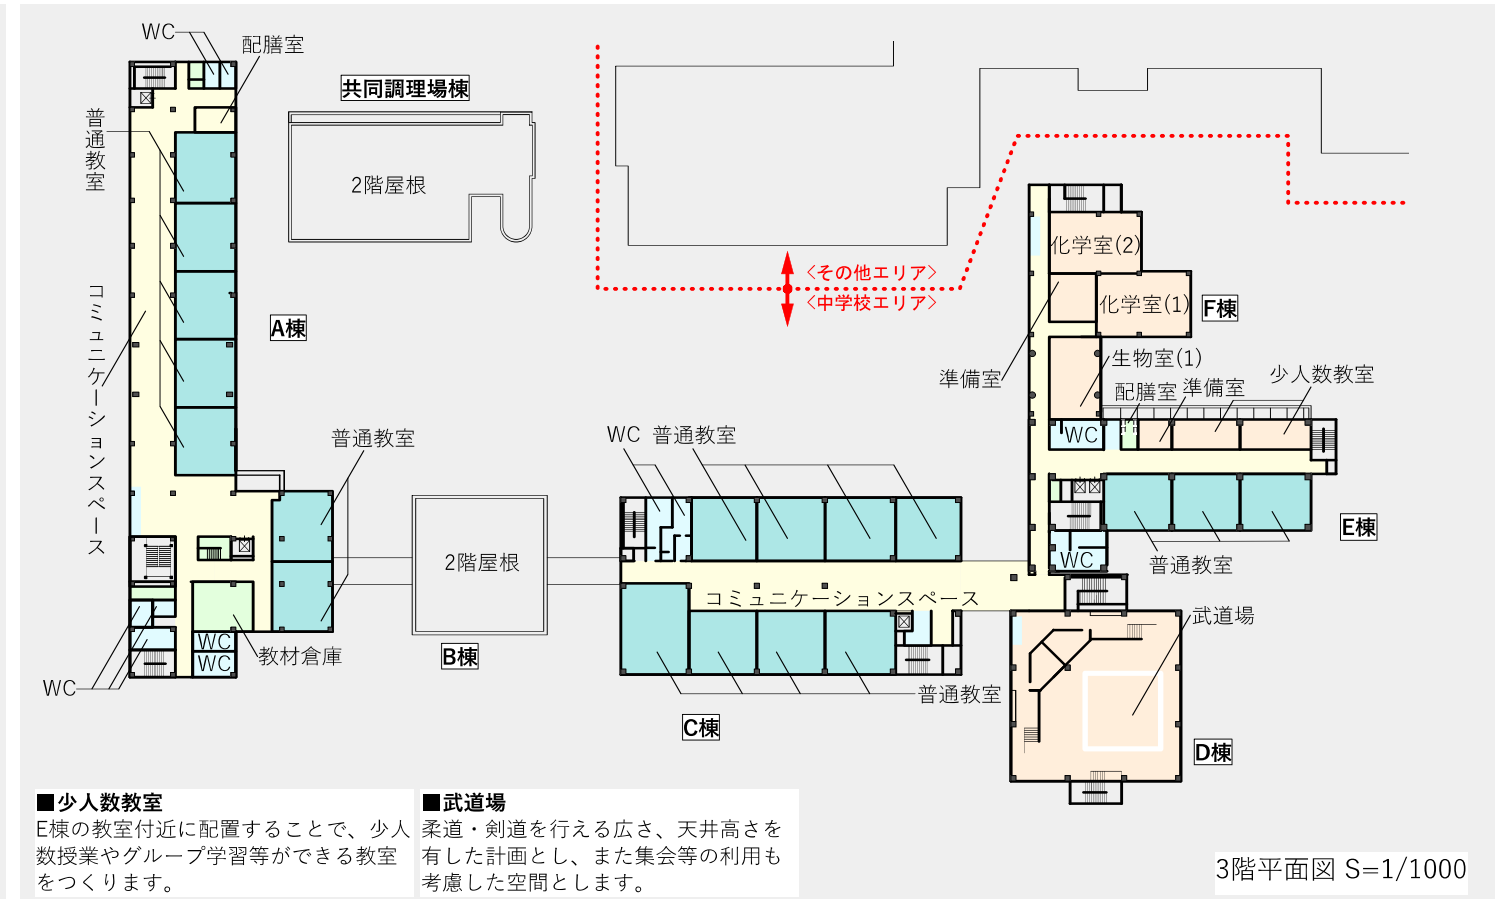 WC
配膳室
共同調理場棟
普通教室
2階屋根
化学室(2)
〈その他エリア〉
〈中学校エリア〉
化学室(1)
F棟
コミュニケーションスペース
A棟
準備室
生物室(1)
配膳室
準備室
少人数教室
普通教室
WC
普通教室
WC
2階屋根
E棟
WC
普通教室
コミュニケーションスペース
武道場
WC
WC
教材倉庫
B棟
WC
普通教室
C棟
D棟
■少人数教室
E棟の教室付近に配置することで、少人
数授業やグループ学習等ができる教室
をつくります。
■武道場
柔道・剣道を行える広さ、天井高さを
有した計画とし、また集会等の利用も
考慮した空間とします。
3階平面図 S=1/1000